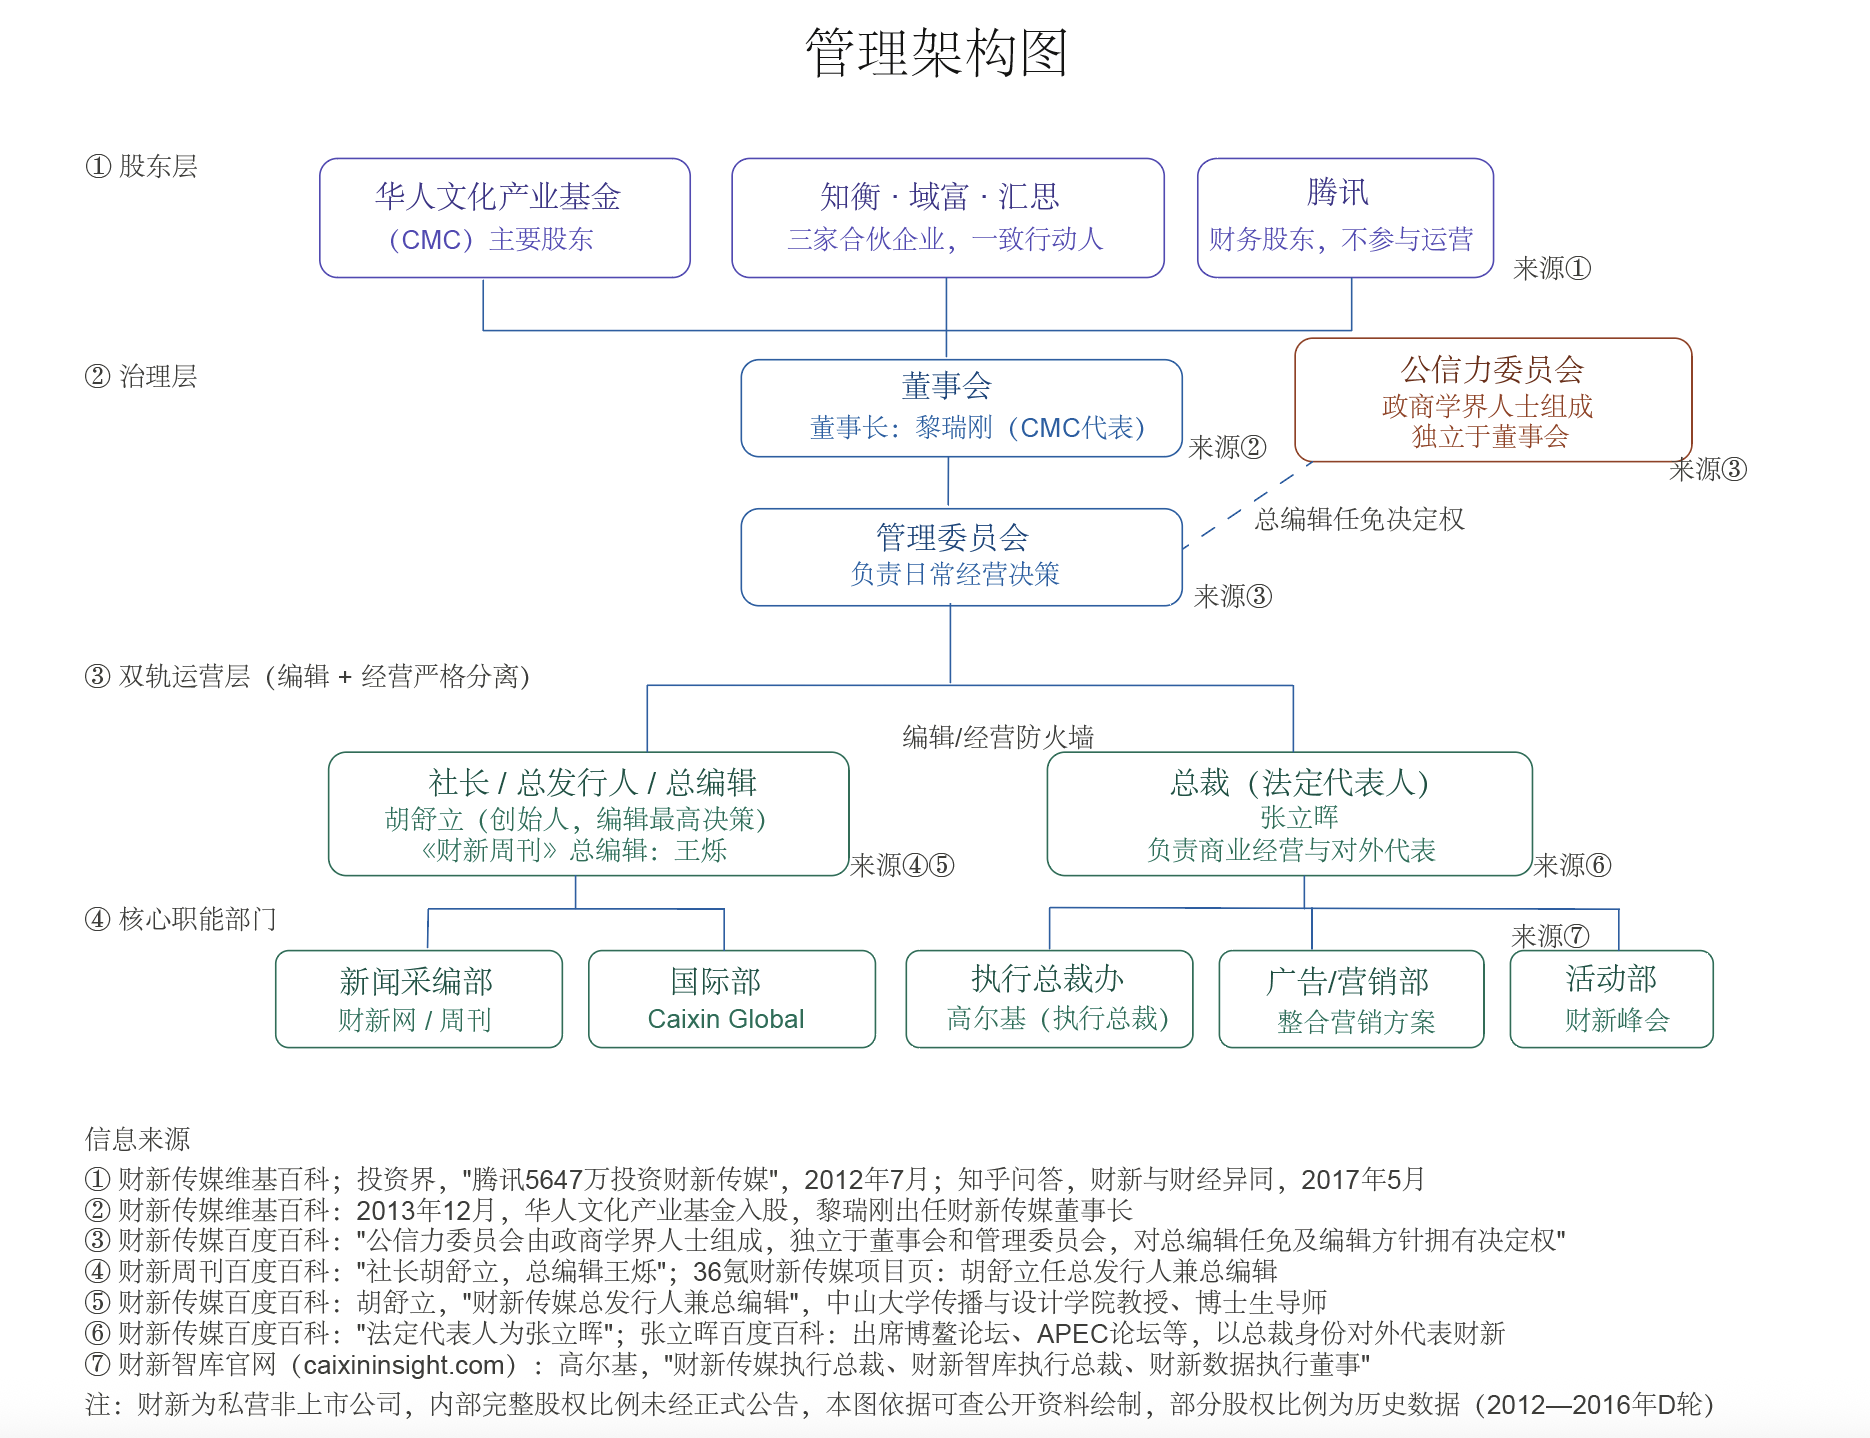 管理架构图
① 股东层
华人文化产业基金
（CMC）主要股东
知衡 · 域富 · 汇思
三家合伙企业，一致行动人
腾讯
财务股东，不参与运营
来源①
② 治理层
董事会
董事长：黎瑞刚（CMC代表）
来源②
公信力委员会
政商学界人士组成
独立于董事会
来源③
管理委员会
负责日常经营决策
来源③
总编辑任免决定权
③ 双轨运营层（编辑 + 经营严格分离）
编辑/经营防火墙
社长 / 总发行人 / 总编辑
胡舒立（创始人，编辑最高决策）
《财新周刊》总编辑：王烁
来源④⑤
总裁（法定代表人）
张立晖
负责商业经营与对外代表
来源⑥
④ 核心职能部门
来源⑦
新闻采编部
财新网 / 周刊
国际部
Caixin Global
执行总裁办
高尔基（执行总裁）
广告/营销部
整合营销方案
活动部
财新峰会
信息来源
① 财新传媒维基百科；投资界，"腾讯5647万投资财新传媒"，2012年7月；知乎问答，财新与财经异同，2017年5月
② 财新传媒维基百科：2013年12月，华人文化产业基金入股，黎瑞刚出任财新传媒董事长
③ 财新传媒百度百科："公信力委员会由政商学界人士组成，独立于董事会和管理委员会，对总编辑任免及编辑方针拥有决定权"
④ 财新周刊百度百科："社长胡舒立，总编辑王烁"；36氪财新传媒项目页：胡舒立任总发行人兼总编辑
⑤ 财新传媒百度百科：胡舒立，"财新传媒总发行人兼总编辑"，中山大学传播与设计学院教授、博士生导师
⑥ 财新传媒百度百科："法定代表人为张立晖"；张立晖百度百科：出席博鳌论坛、APEC论坛等，以总裁身份对外代表财新
⑦ 财新智库官网（caixininsight.com）：高尔基，"财新传媒执行总裁、财新智库执行总裁、财新数据执行董事"
注：财新为私营非上市公司，内部完整股权比例未经正式公告，本图依据可查公开资料绘制，部分股权比例为历史数据（2012—2016年D轮）